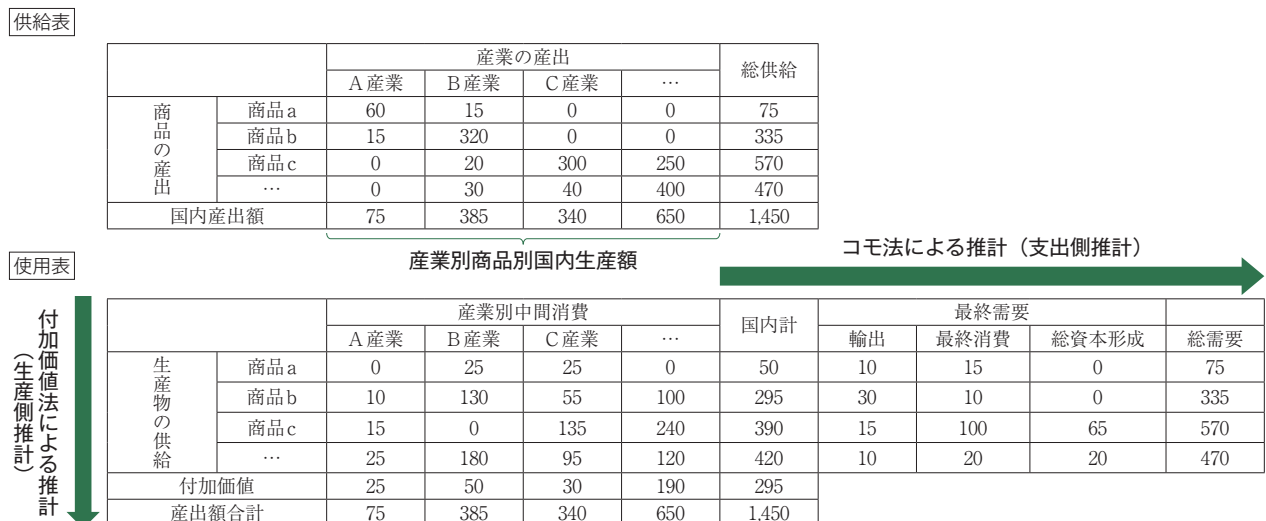 供給表
産業の産出 総供給
A産業 B産業 C産業 …
商品の産出
商品a 60 15 0 0 75
商品b 15 320 0 0 335
商品c 0 20 300 250 570
… 0 30 40 400 470
国内産出額 75 385 340 650 1,450
産業別商品別国内生産額
コモ法による推計（支出側推計）
使用表
付加価値法による推計
（生産側推計）
産業別中間消費 国内計 最終需要
A産業 B産業 C産業 … 輸出 最終消費 総資本形成 総需要
生産物の供給
商品a 0 25 25 0 50 10 15 0 75
商品b 10 130 55 100 295 30 10 0 335
商品c 15 0 135 240 390 15 100 65 570
… 25 180 95 120 420 10 20 20 470
付加価値 25 50 30 190 295
産出額合計 75 385 340 650 1,450